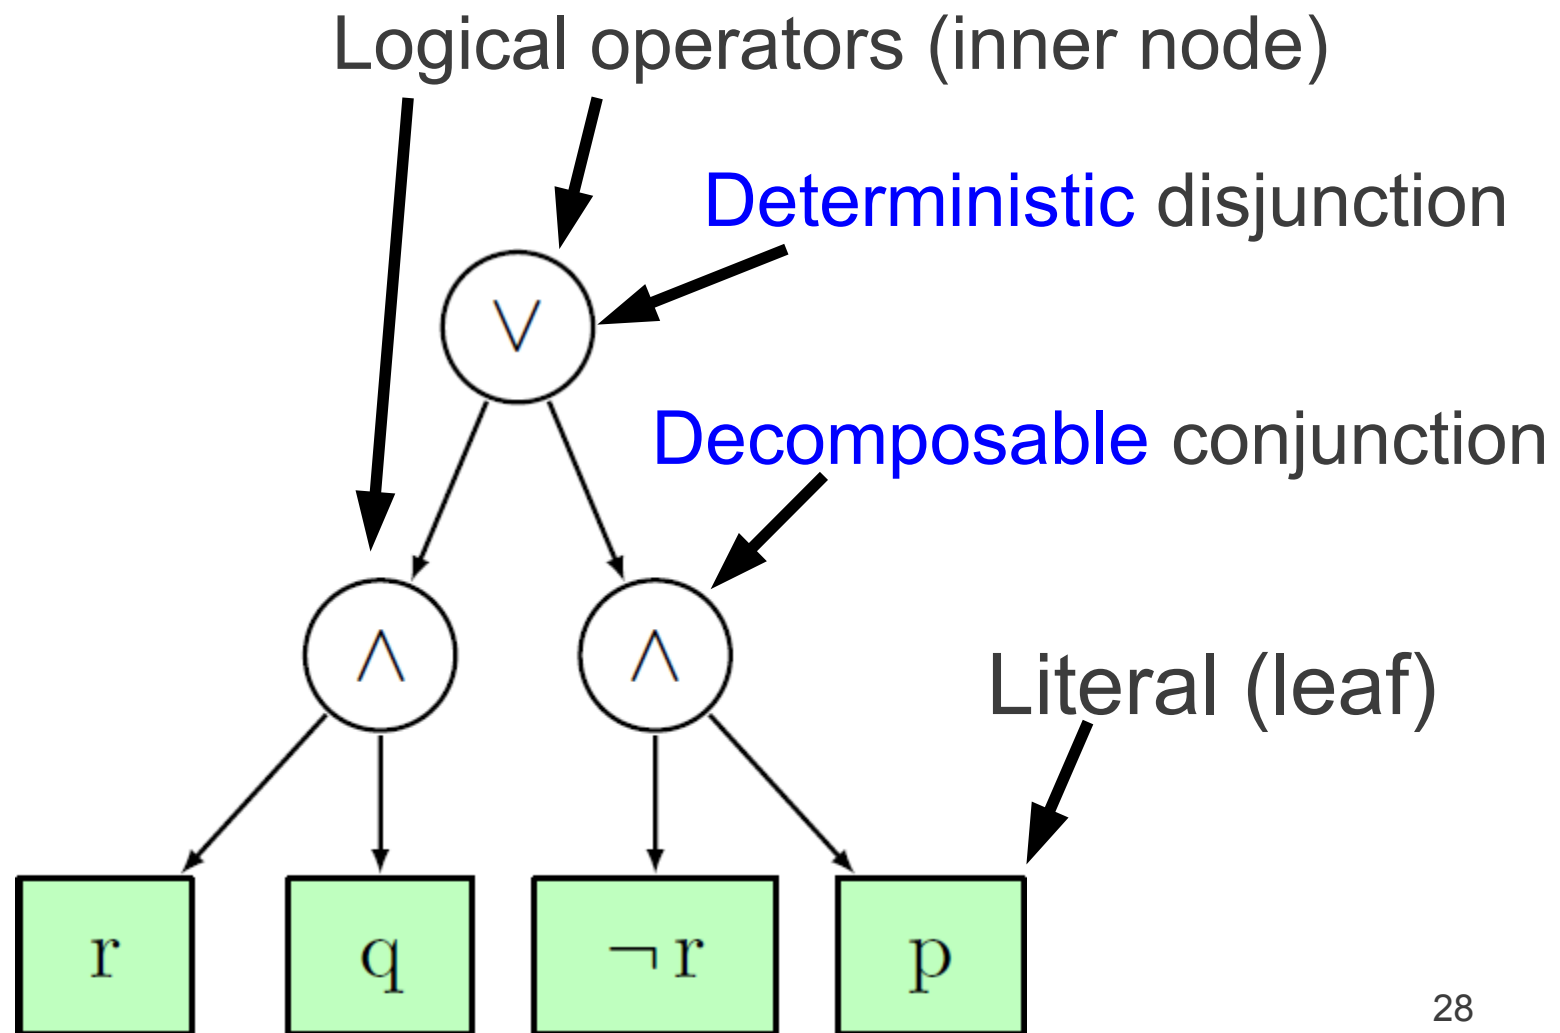 Logical operators (inner node)
Deterministic disjunction
∨
Decomposable conjunction
∧ ∧
Literal (leaf)
r q ¬ r p
28